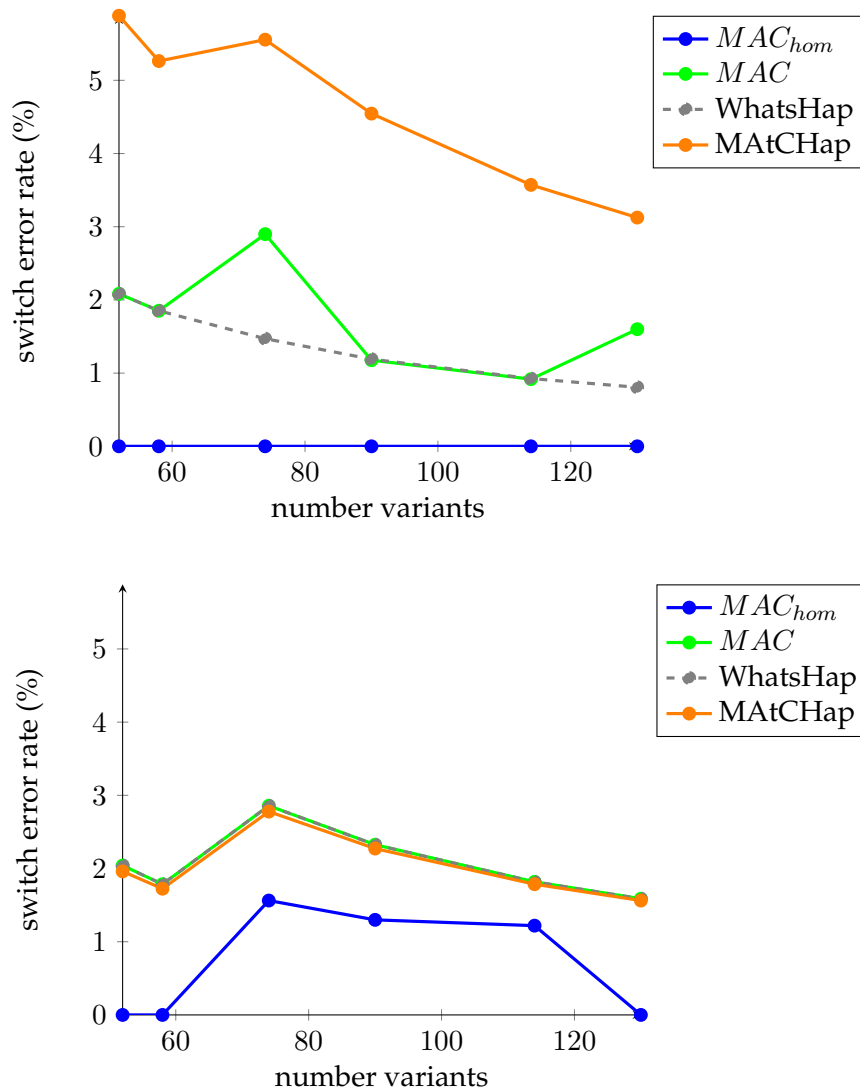 5
4
3
2
1
0
switch error rate (%)
60 80 100 120
number variants
MAC_hom
MAC
WhatsHap
MAtCHap
5
4
3
2
1
0
switch error rate (%)
60 80 100 120
number variants
MAC_hom
MAC
WhatsHap
MAtCHap